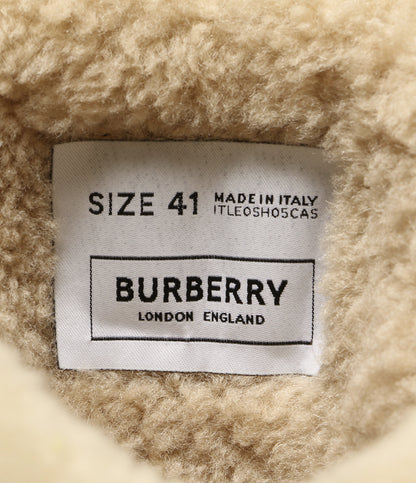 SIZE 41
MADE IN ITALY
ITLEOSH05CAS
BURBERRY
LONDON ENGLAND